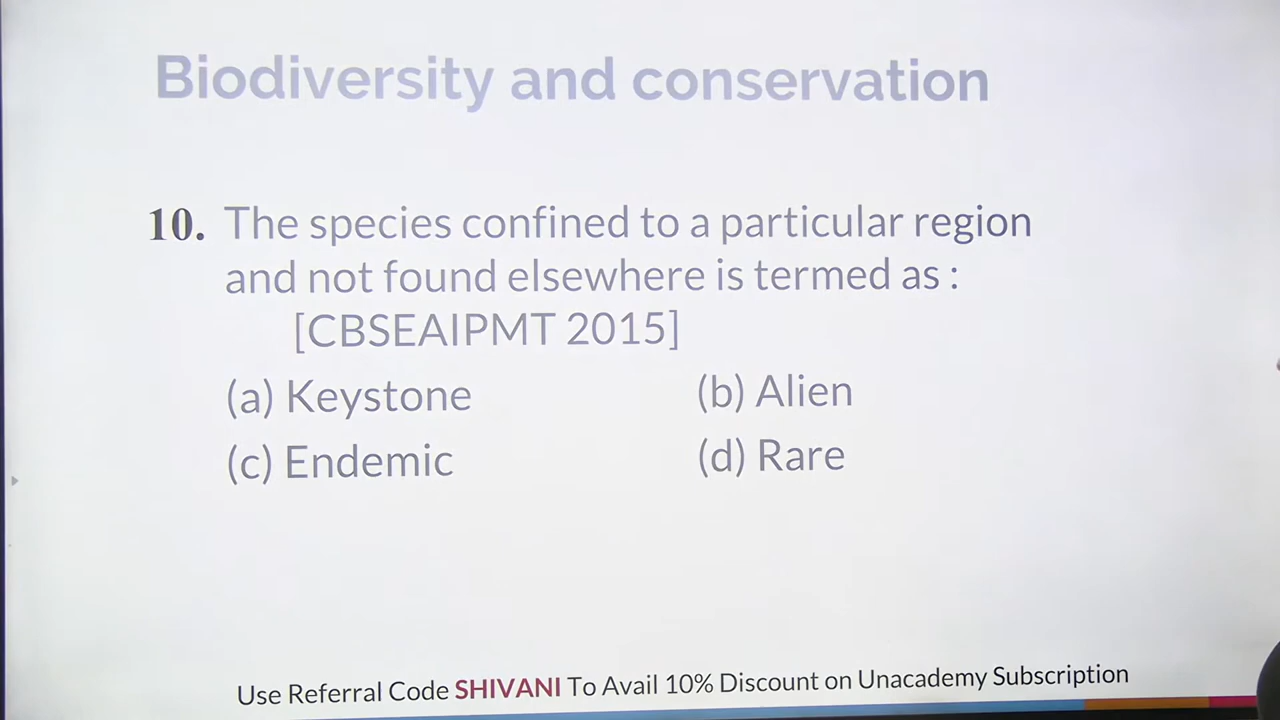 Biodiversity and conservation
10. The species confined to a particular region
and not found elsewhere is termed as :
[CBSEAIPMT 2015]
(a) Keystone (b) Alien
(c) Endemic (d) Rare
Use Referral Code SHIVANI To Avail 10% Discount on Unacademy Subscription